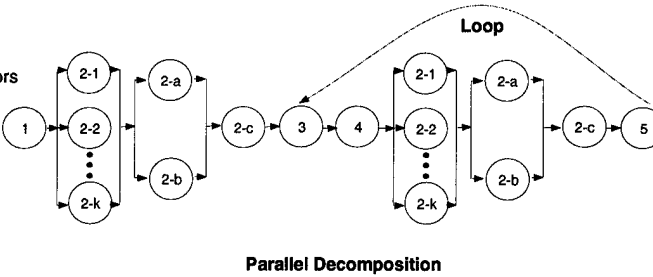 Loop
ors
2-1
2-a
2-1
2-a
1
2-2
2-c
3
4
2-2
2-c
5
2-b
2-b
2-k
2-k
Parallel Decomposition